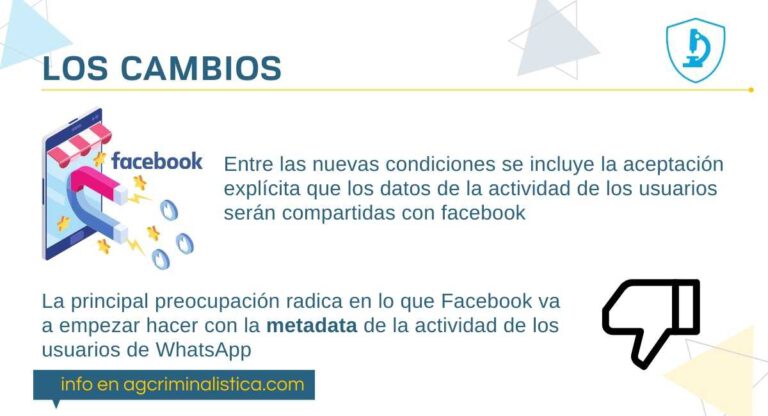 LOS CAMBIOS
facebook
Entre las nuevas condiciones se incluye la aceptación
explícita que los datos de la actividad de los usuarios
serán compartidas con facebook
La principal preocupación radica en lo que Facebook va
a empezar hacer con la metadata de la actividad de los
usuarios de WhatsApp
info en agcriminalistica.com